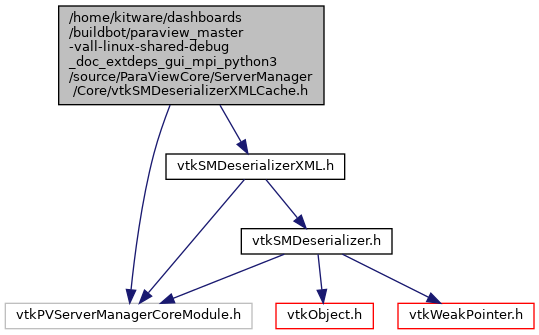 /home/kitware/dashboards
/buildbot/paraview_master
-vall-linux-shared-debug
_doc_extdeps_gui_mpi_python3
/source/ParaViewCore/ServerManager
/Core/vtkSMDeserializerXMLCache.h
vtkSMDeserializerXML.h
vtkSMDeserializer.h
vtkPVServerManagerCoreModule.h
vtkObject.h
vtkWeakPointer.h